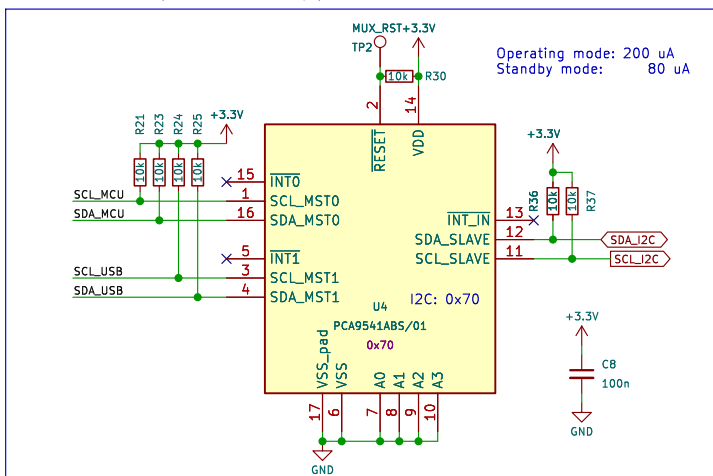 MUX_RST +3.3V
TP2
Operating mode: 200 uA
Standby mode: 80 uA
10k R30
2
14
R21 R23 R24 R25 +3.3V
10k 10k 10k 10k
RESET
VDD
+3.3V
15 INT0
SCL_MCU 1 SCL_MST0
SDA_MCU 16 SDA_MST0
R36 10k 10k R37
INT_IN 13
SDA_SLAVE 12 SDA_I2C
SCL_SLAVE 11 SCL_I2C
5 INT1
SCL_USB 3 SCL_MST1
SDA_USB 4 SDA_MST1
I2C: 0x70
U4
PCA9541ABS/01
0x70
VSS_pad VSS A0 A1 A2 A3
17 6 7 8 9 10
GND
+3.3V
C8
100n
GND